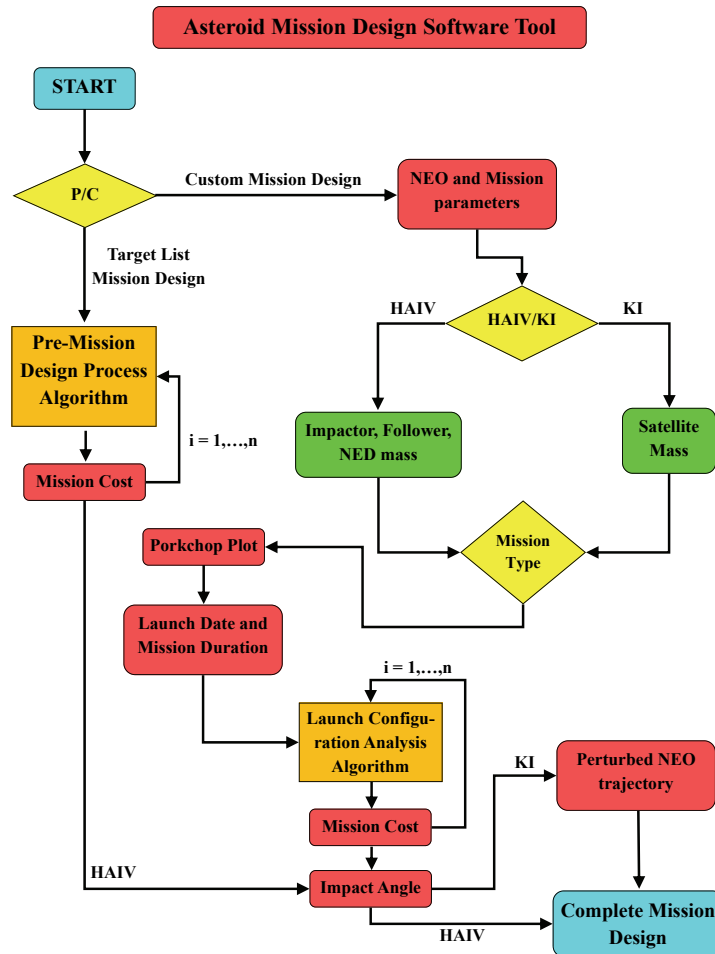 Asteroid Mission Design Software Tool
START
P/C
Custom Mission Design
NEO and Mission
parameters
Target List
Mission Design
HAIV
HAIV/KI
KI
Pre-Mission
Design Process
Algorithm
i = 1,…,n
Impactor, Follower,
NED mass
Satellite
Mass
Mission Cost
Mission
Type
Porkchop Plot
Launch Date and
Mission Duration
i = 1,…,n
Launch Configu-
ration Analysis
Algorithm
KI
Perturbed NEO
trajectory
Mission Cost
HAIV
Impact Angle
HAIV
Complete Mission
Design